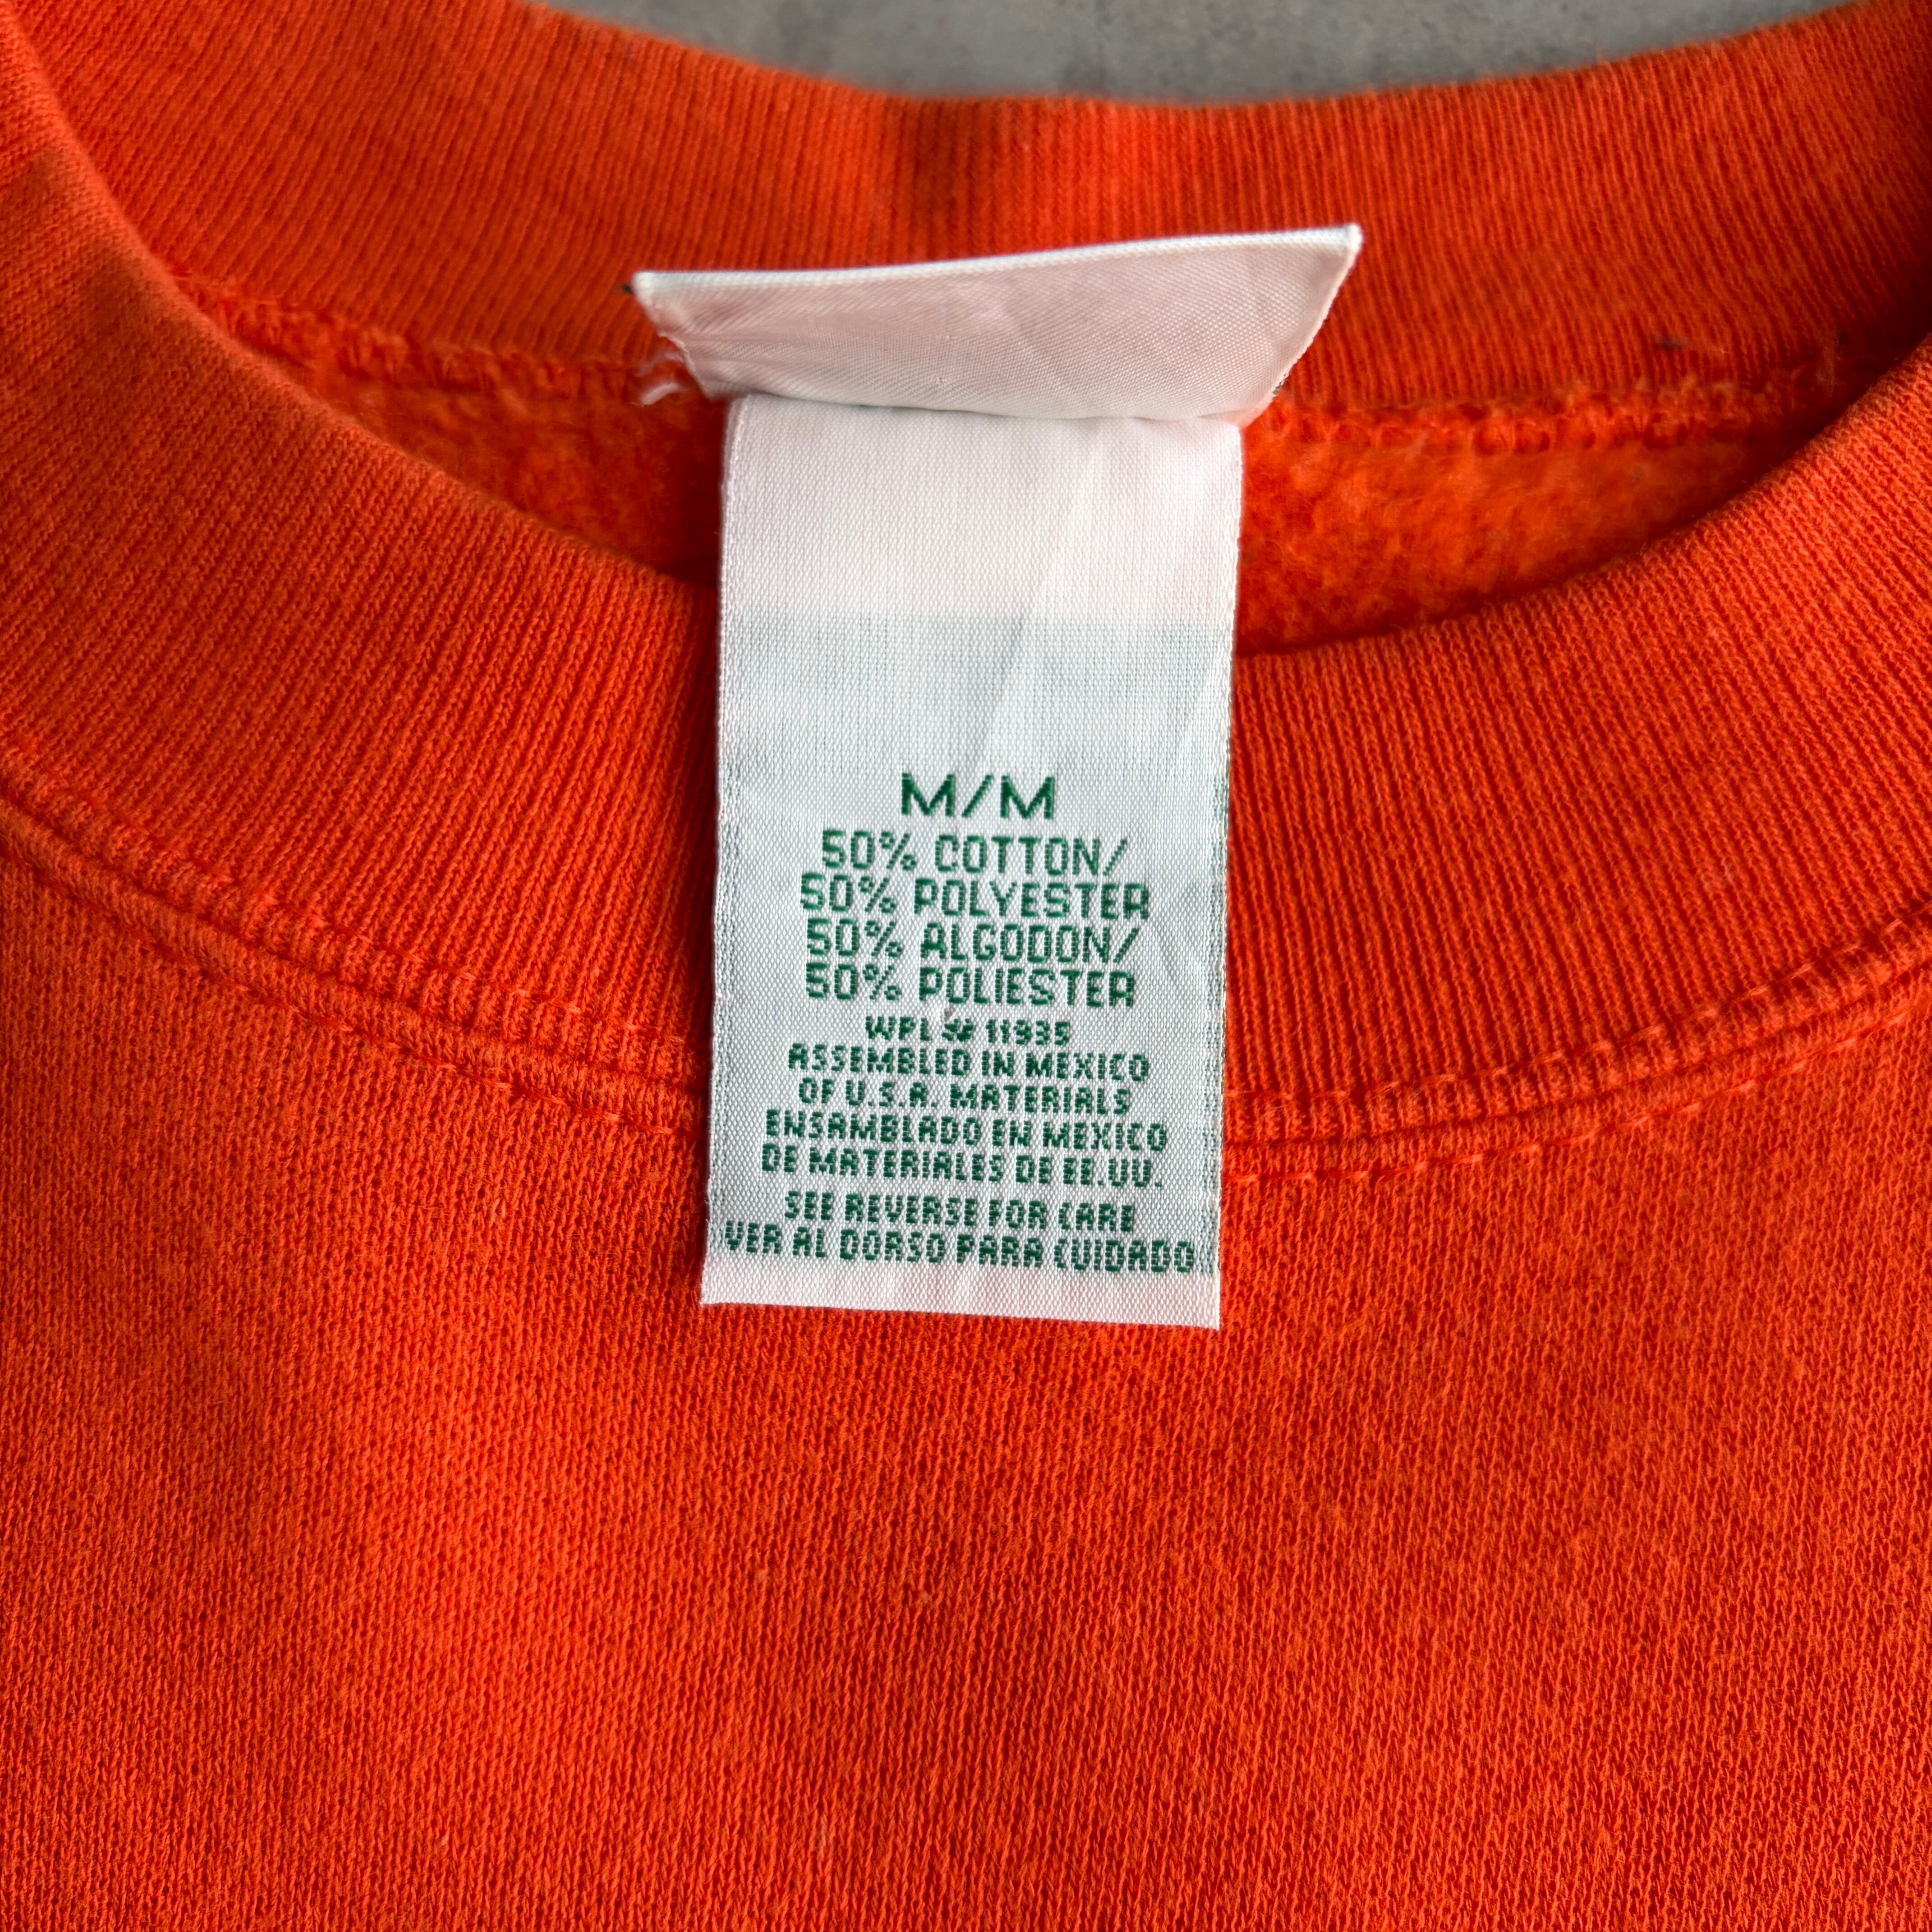 M/M
50% COTTON/
50% POLYESTER
50% ALGODON/
50% POLIESTER
WPL # 11935
ASSEMBLED IN MEXICO
OF U.S.A. MATERIALS
ENSAMBLADO EN MEXICO
DE MATERIALES DE EE.UU.
SEE REVERSE FOR CARE
VER AL DORSO PARA CUIDADO